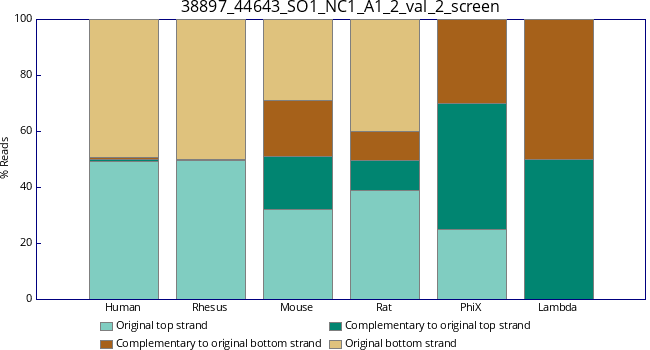 38897_44643_SO1_NC1_A1_2_val_2_screen
100
80
60
40
20
0
% Reads
Human Rhesus Mouse Rat PhiX Lambda
Original top strand Complementary to original top strand
Complementary to original bottom strand Original bottom strand